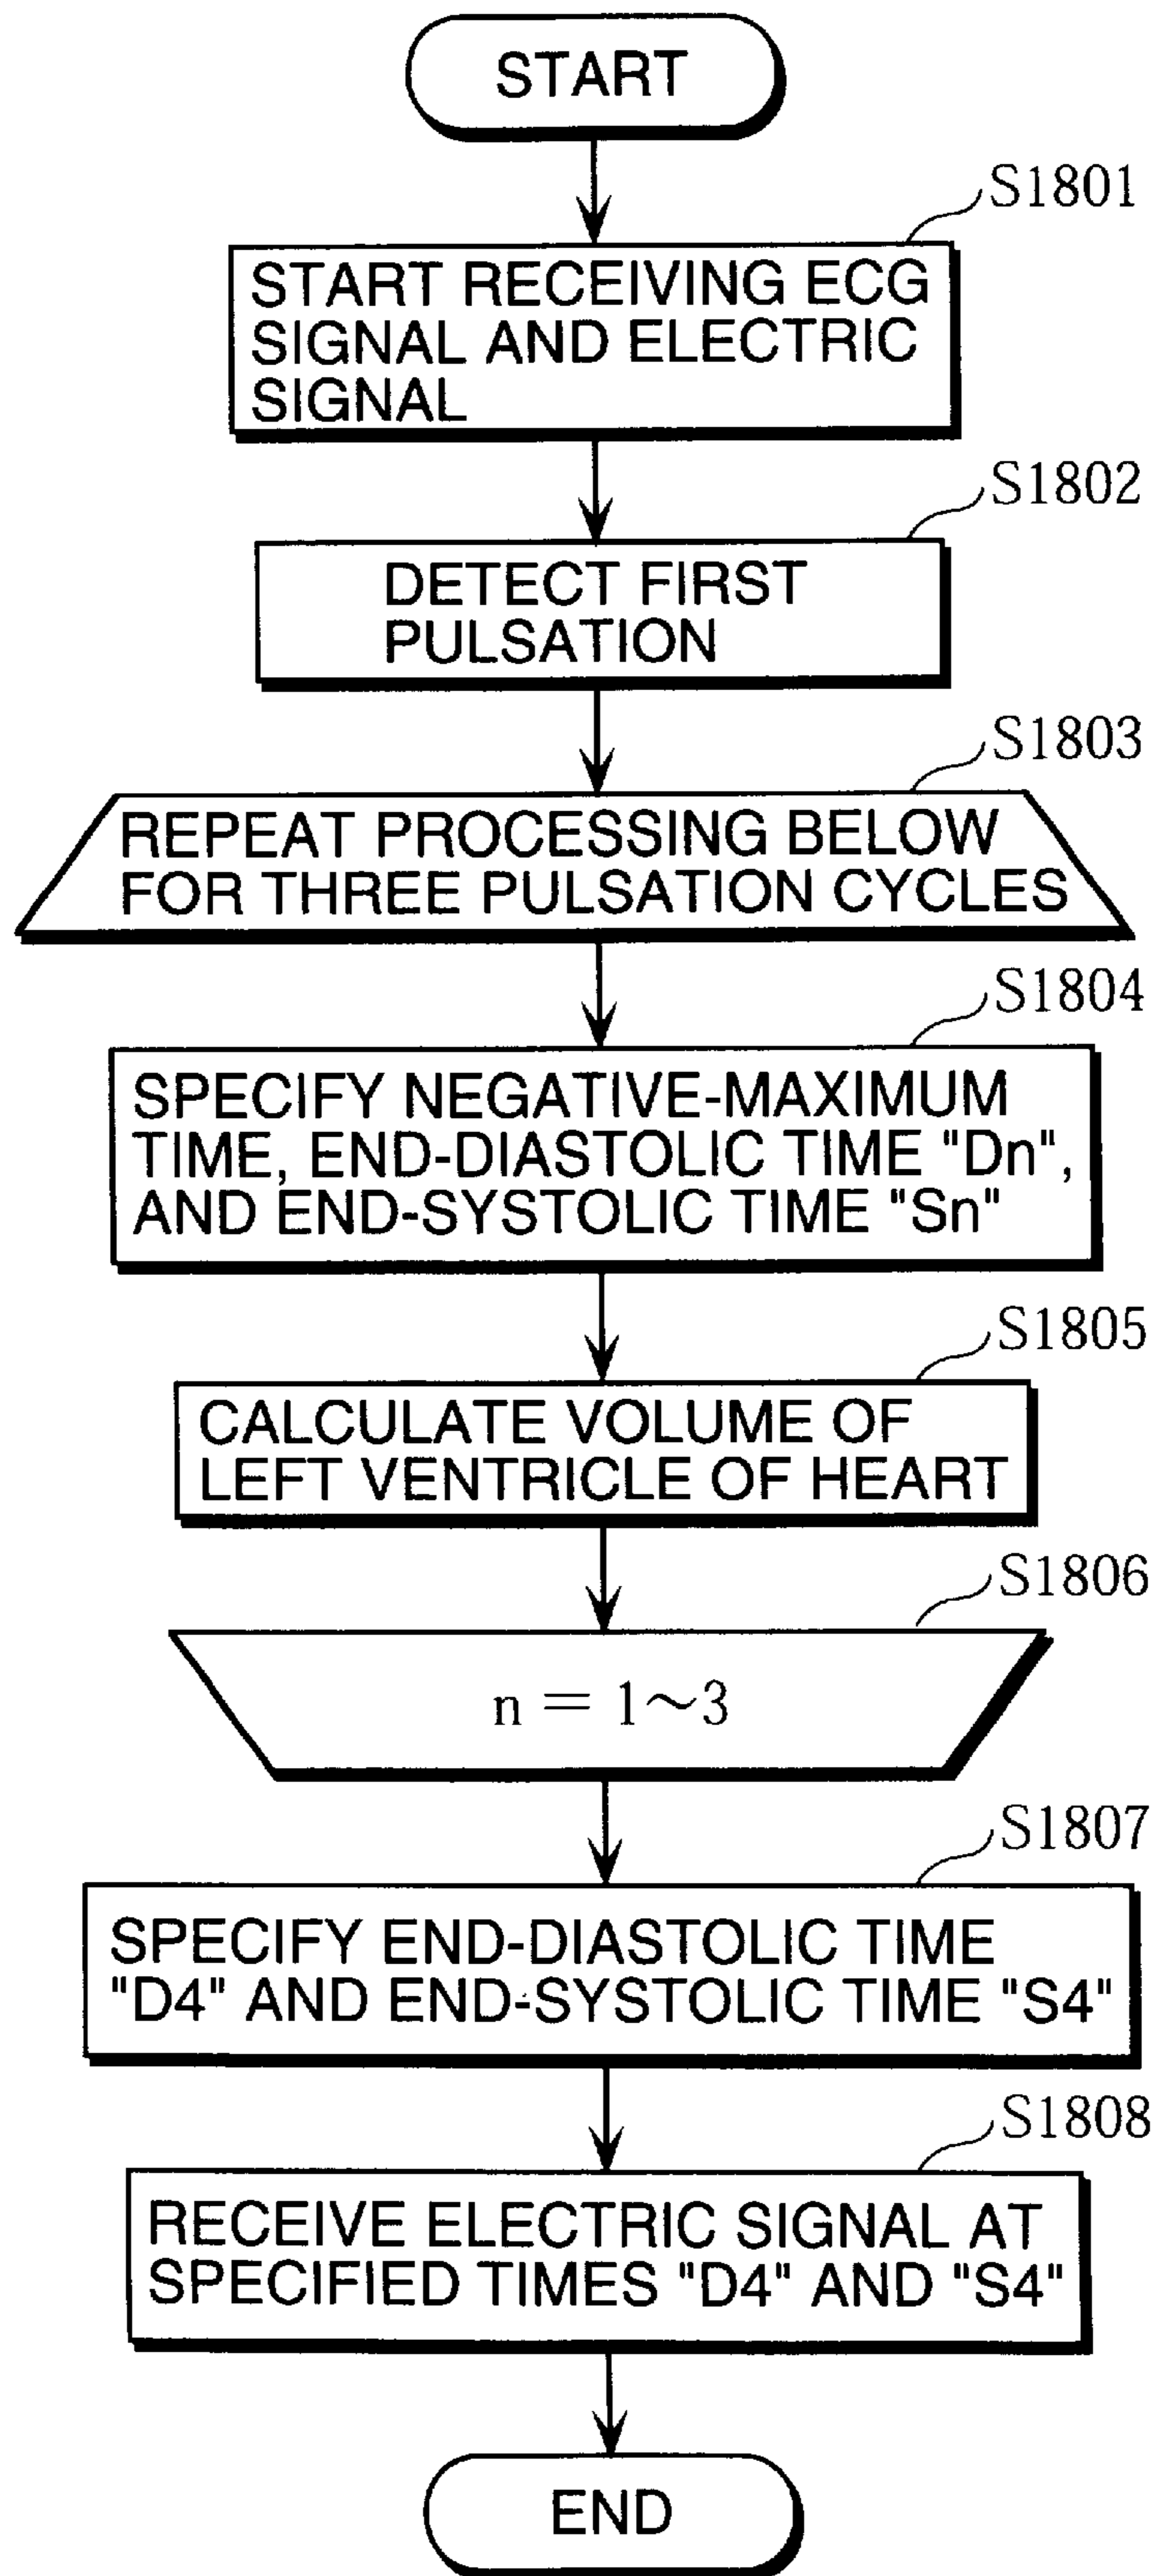 START
S1801
START RECEIVING ECG
SIGNAL AND ELECTRIC
SIGNAL
S1802
DETECT FIRST
PULSATION
S1803
REPEAT PROCESSING BELOW
FOR THREE PULSATION CYCLES
S1804
SPECIFY NEGATIVE-MAXIMUM
TIME, END-DIASTOLIC TIME "Dn",
AND END-SYSTOLIC TIME "Sn"
S1805
CALCULATE VOLUME OF
LEFT VENTRICLE OF HEART
S1806
n = 1~3
S1807
SPECIFY END-DIASTOLIC TIME
"D4" AND END-SYSTOLIC TIME "S4"
S1808
RECEIVE ELECTRIC SIGNAL AT
SPECIFIED TIMES "D4" AND "S4"
END